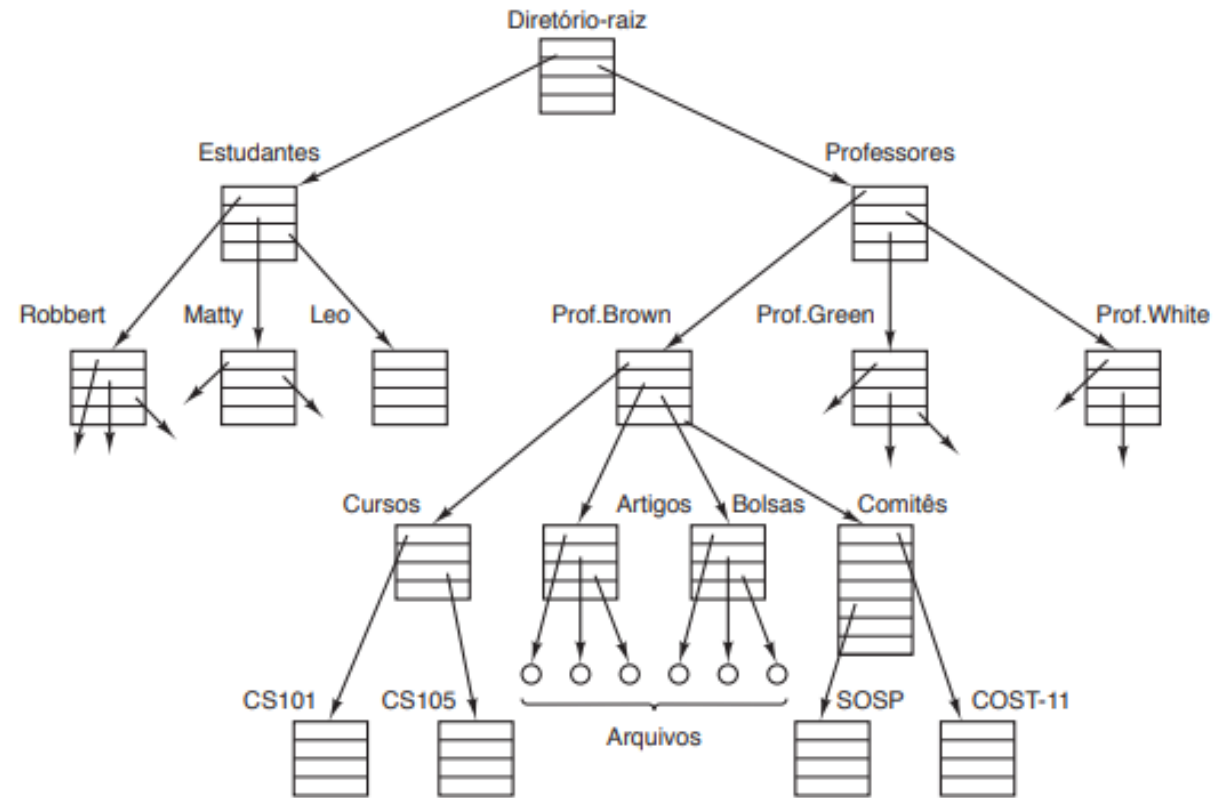 Diretório-raiz
Estudantes
Professores
Robbert
Matty
Leo
Prof.Brown
Prof.Green
Prof.White
Cursos
Artigos
Bolsas
Comitês
CS101
CS105
SOSP
COST-11
Arquivos